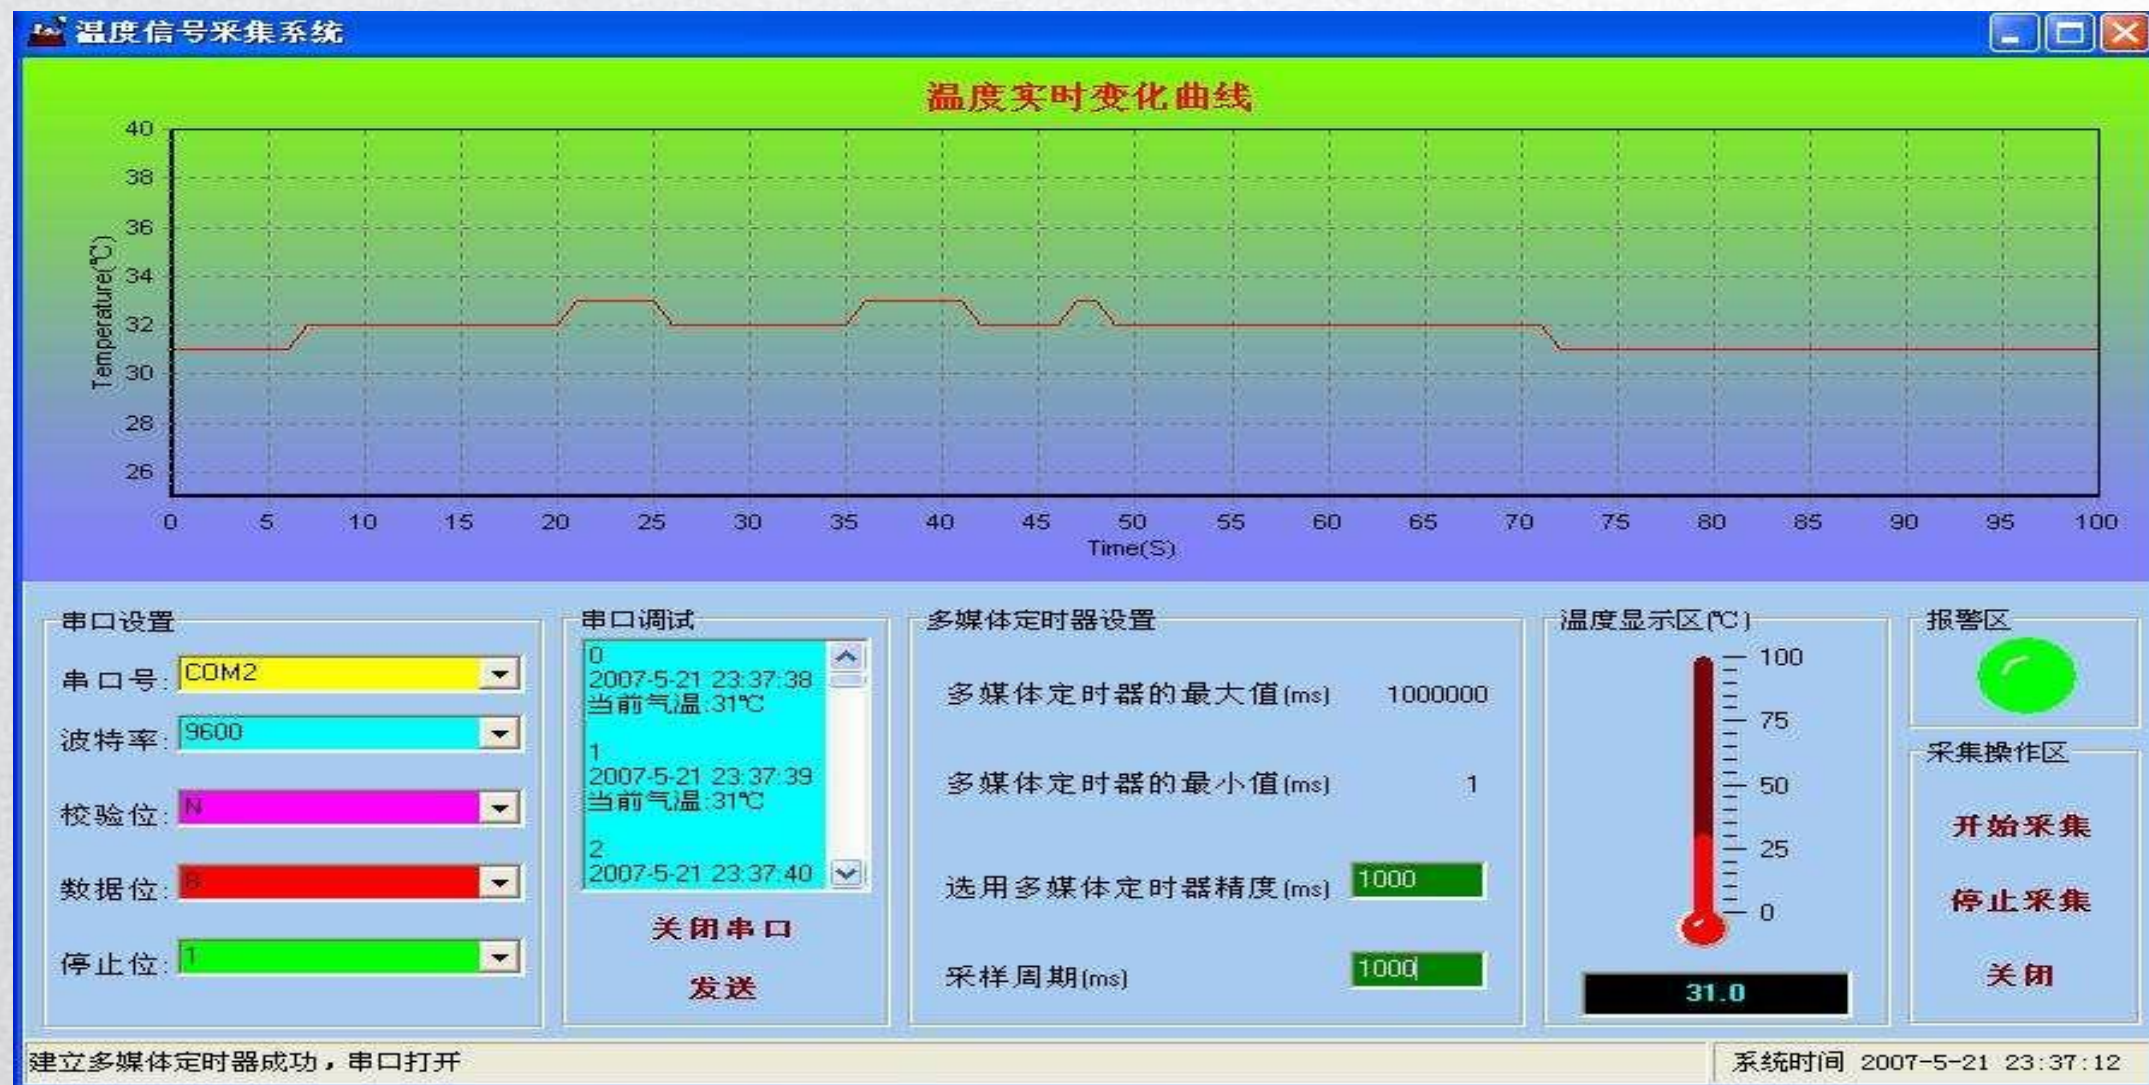 温度信号采集系统
温度实时变化曲线
40
38
36
34
32
30
28
26
Temperature(℃)
0 5 10 15 20 25 30 35 40 45 50 55 60 65 70 75 80 85 90 95 100
Time(S)
串口设置
串口号: COM2
波特率: 9600
校验位: N
数据位: 8
停止位: 1
串口调试
0
2007-5-21 23:37:38
当前气温:31℃
1
2007-5-21 23:37:39
当前气温:31℃
2
2007-5-21 23:37:40
关闭串口
发送
多媒体定时器设置
多媒体定时器的最大值(ms) 1000000
多媒体定时器的最小值(ms) 1
选用多媒体定时器精度(ms) 1000
采样周期(ms) 1000
温度显示区(℃)
100
75
50
25
0
31.0
报警区
采集操作区
开始采集
停止采集
关闭
建立多媒体定时器成功，串口打开
系统时间 2007-5-21 23:37:12